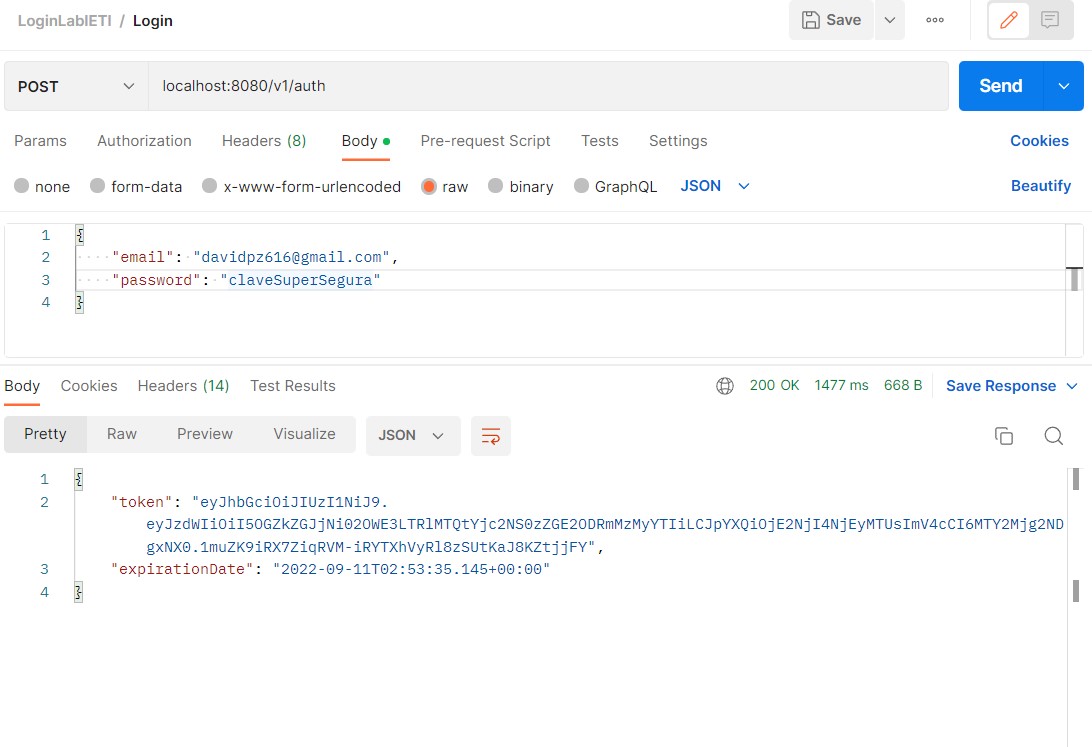 LoginLabIETI / Login
Save
POST
localhost:8080/v1/auth
Send
Params Authorization Headers (8) Body Pre-request Script Tests Settings Cookies
none form-data x-www-form-urlencoded raw binary GraphQL JSON Beautify
1 {
2 "email": "davidpz616@gmail.com",
3 "password": "claveSuperSegura"
4 }
Body Cookies Headers (14) Test Results 200 OK 1477 ms 668 B Save Response
Pretty Raw Preview Visualize JSON
1 {
2 "token": "eyJhbGciOiJIUzI1NiJ9.
eyJzdWIiOiI5OGZkZGJjNi02OWE3LTRlMTQtYjc2NS0zZGE2ODRmMzMyYTIiLCJpYXQiOjE2NjI4NjEyMTUsImV4cCI6MTY2Mjg2ND
gxNX0.1muZK9iRX7ZiqRVM-iRYTXhVyRl8zSUtKaJ8KZtjjFY",
3 "expirationDate": "2022-09-11T02:53:35.145+00:00"
4 }